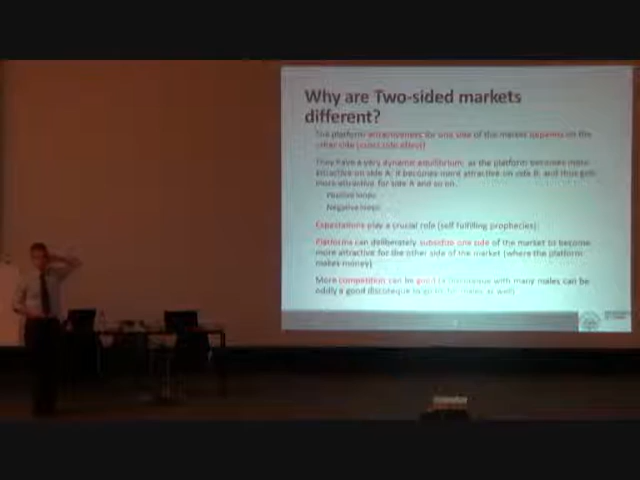 Why are Two-sided markets
different?
The platform attractiveness for one side of the market depends on the
other side (cross side effect)
They have a very dynamic equilibrium, as the platform becomes more
attractive on side A, it becomes more attractive on side B, and thus gets
more attractive for side A and so on.
Positive loops
Negative loops
Expectations play a crucial role (self fulfilling prophecies).
Platforms can deliberately subsidize one side of the market to become
more attractive for the other side of the market (where the platform
makes money)
More competition can be good (a discoteque with many males can be
oddly a good discoteque to go to for males as well)